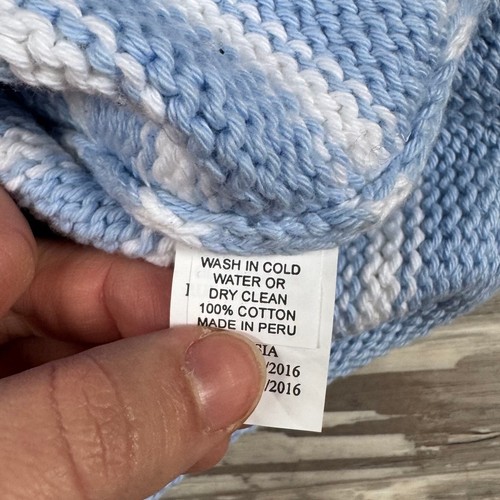 WASH IN COLD
WATER OR
DRY CLEAN
100% COTTON
MADE IN PERU
SIA
/2016
/2016